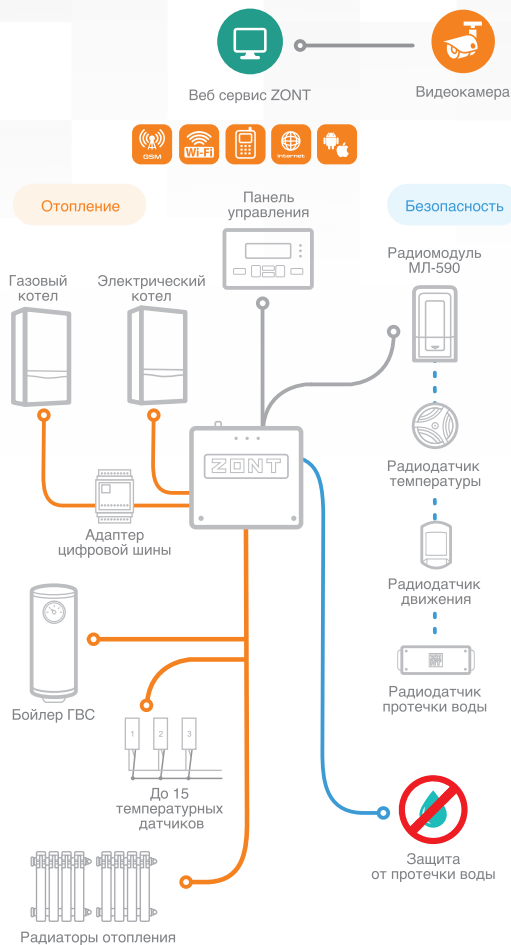 Веб сервис ZONT
Видеокамера
GSM
Wi-Fi
Internet
Отопление
Панель
управления
Безопасность
Газовый
котел
Электрический
котел
Радиомодуль
МЛ-590
ZONT
Радиодатчик
температуры
Адаптер
цифровой шины
Радиодатчик
движения
Бойлер ГВС
Радиодатчик
протечки воды
1 2 3
До 15
температурных
датчиков
Защита
от протечки воды
Радиаторы отопления